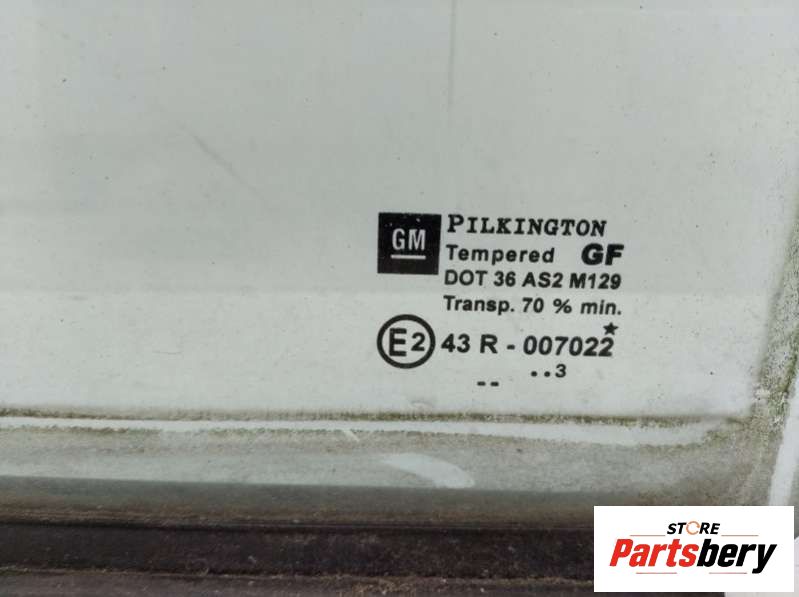 GM
PILKINGTON
Tempered GF
DOT 36 AS2 M129
Transp. 70 % min.
E2 43 R - 007022*
-- ..3
STORE
Partsbery